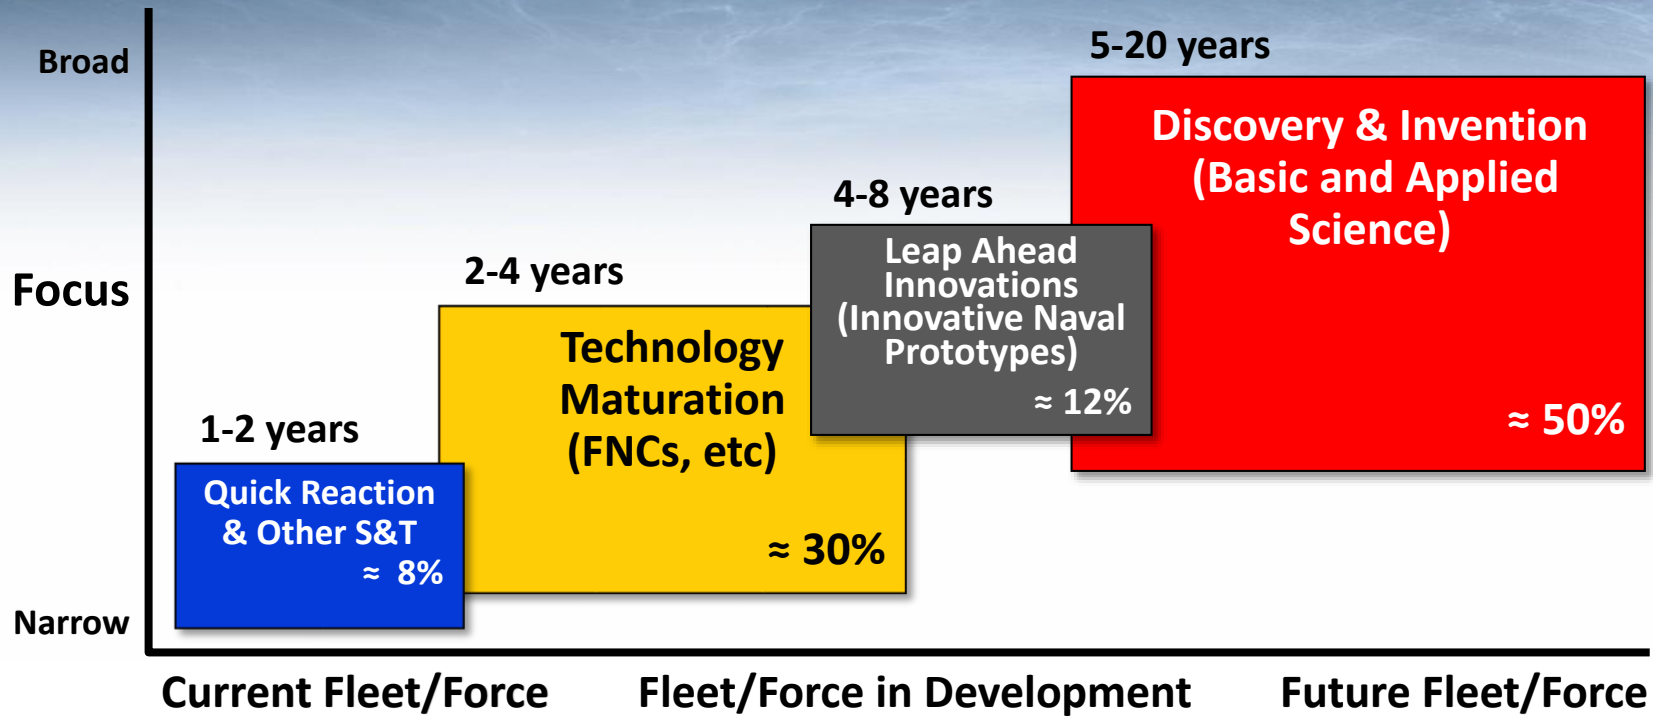 Broad
Focus
Narrow
1-2 years
Quick Reaction
& Other S&T
≈ 8%
2-4 years
Technology
Maturation
(FNCs, etc)
≈ 30%
4-8 years
Leap Ahead
Innovations
(Innovative Naval
Prototypes)
≈ 12%
5-20 years
Discovery & Invention
(Basic and Applied
Science)
≈ 50%
Current Fleet/Force
Fleet/Force in Development
Future Fleet/Force